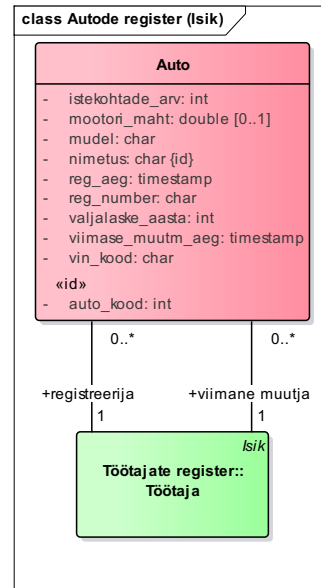 class Autode register (Isik)
Auto
- istekohtade_arv: int
- mootori_maht: double [0..1]
- mudel: char
- nimetus: char {id}
- reg_aeg: timestamp
- reg_number: char
- valjalaske_aasta: int
- viimase_muutm_aeg: timestamp
- vin_kood: char
«id»
- auto_kood: int
0..* 0..*
+registreerija +viimane muutja
1 1
Isik
Töötajate register::
Töötaja